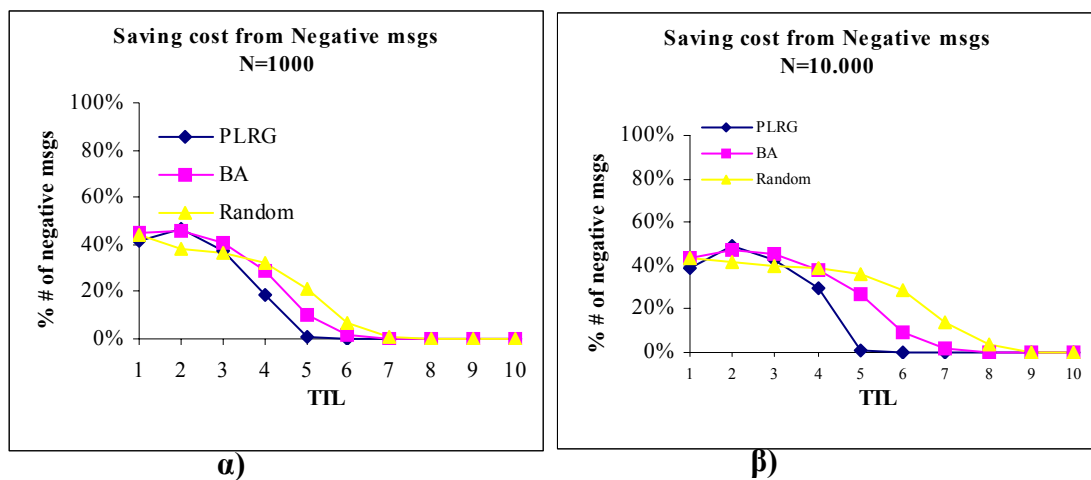 Saving cost from Negative msgs
N=1000
% # of negative msgs
100%
80%
60%
40%
20%
0%
PLRG
BA
Random
1 2 3 4 5 6 7 8 9 10
TTL
α)
Saving cost from Negative msgs
N=10.000
% # of negative msgs
100%
80%
60%
40%
20%
0%
PLRG
BA
Random
1 2 3 4 5 6 7 8 9 10
TTL
β)